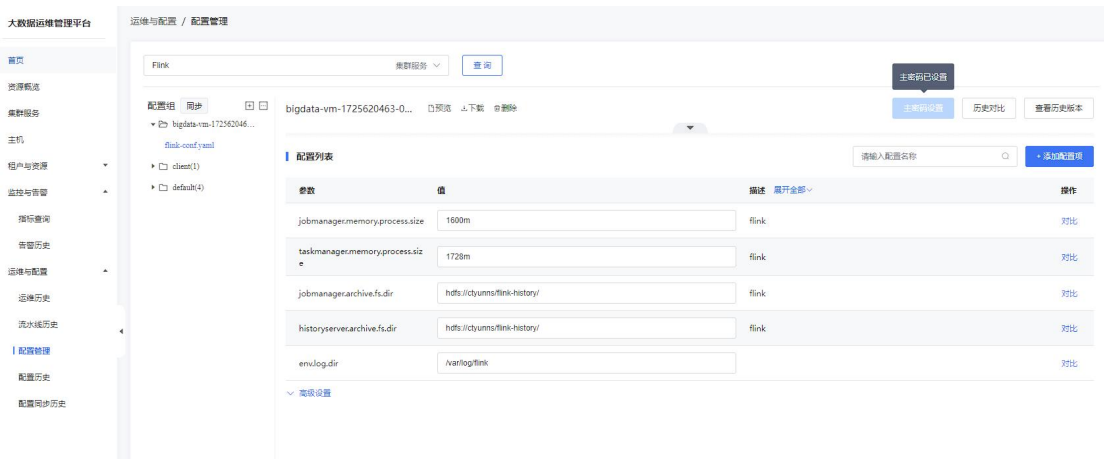 大数据运维管理平台
运维与配置 / 配置管理
首页
资源概览
集群服务
主机
租户与资源
监控与告警
指标查询
告警历史
运维与配置
运维历史
流水线历史
配置管理
配置历史
配置同步历史
Flink 集群服务 查询
主密码已设置
配置组 同步
bigdata-vm-172562046...
flink-conf.yaml
client(1)
default(4)
bigdata-vm-1725620463-0... 预览 下载 删除
主密码设置 历史对比 查看历史版本
配置列表
请输入配置名称
+ 添加配置项
参数 值 描述 展开全部 操作
jobmanager.memory.process.size 1600m flink 对比
taskmanager.memory.process.siz
e 1728m flink 对比
jobmanager.archive.fs.dir hdfs://ctyunns/flink-history/ flink 对比
historyserver.archive.fs.dir hdfs://ctyunns/flink-history/ flink 对比
env.log.dir /var/log/flink 对比
高级设置